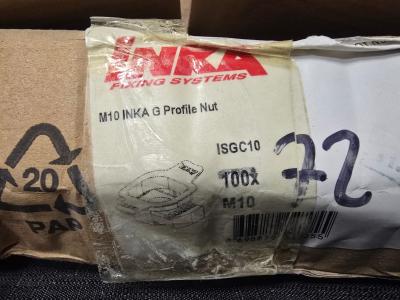 INKA
FIXING SYSTEMS
M10 INKA G Profile Nut
ISGC10
100x
M10
72
20
PAP